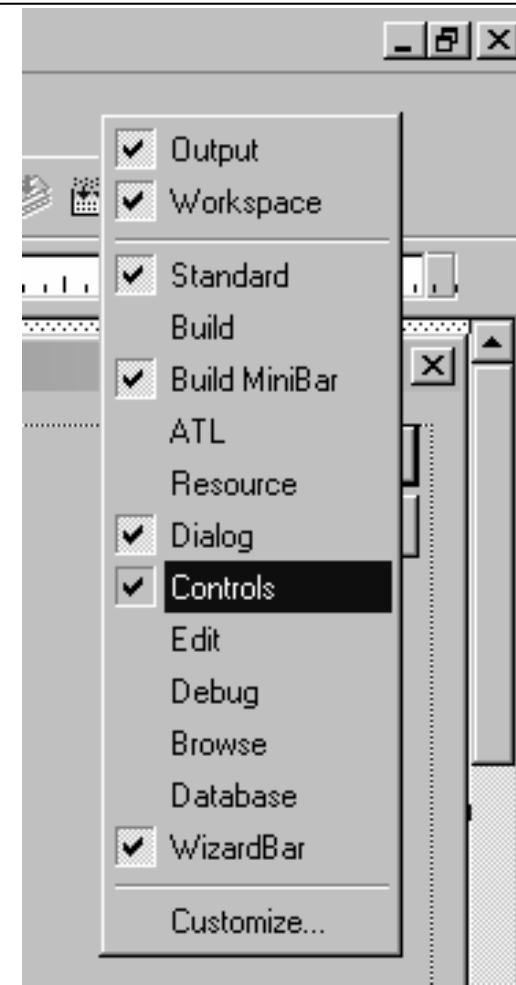 Output
Workspace
Standard
Build
Build MiniBar
ATL
Resource
Dialog
Controls
Edit
Debug
Browse
Database
WizardBar
Customize...